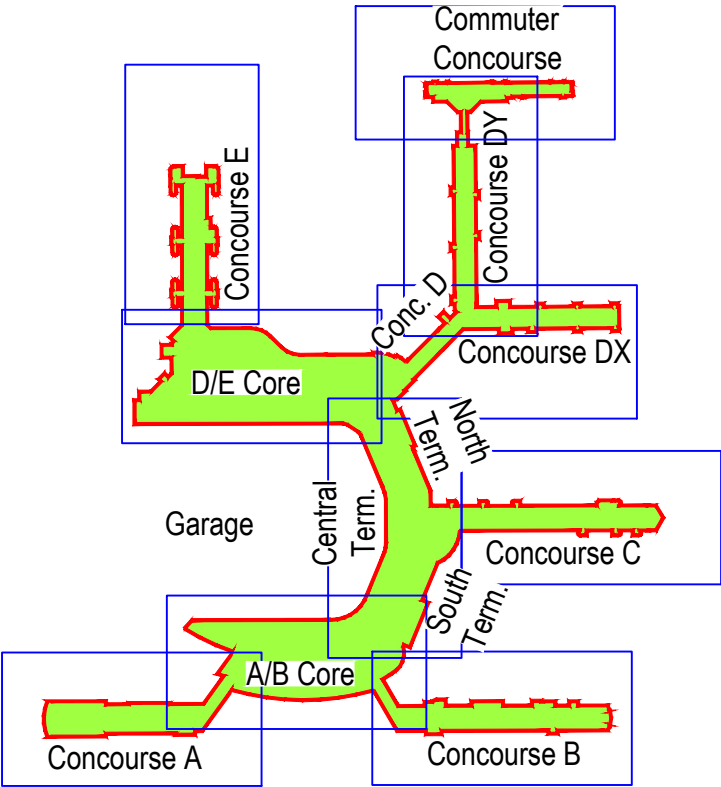 Commuter
Concourse
Concourse E
Concourse DY
Conc. D
Concourse DX
D/E Core
North
Term.
Garage
Central
Term.
Concourse C
South
Term.
A/B Core
Concourse A
Concourse B